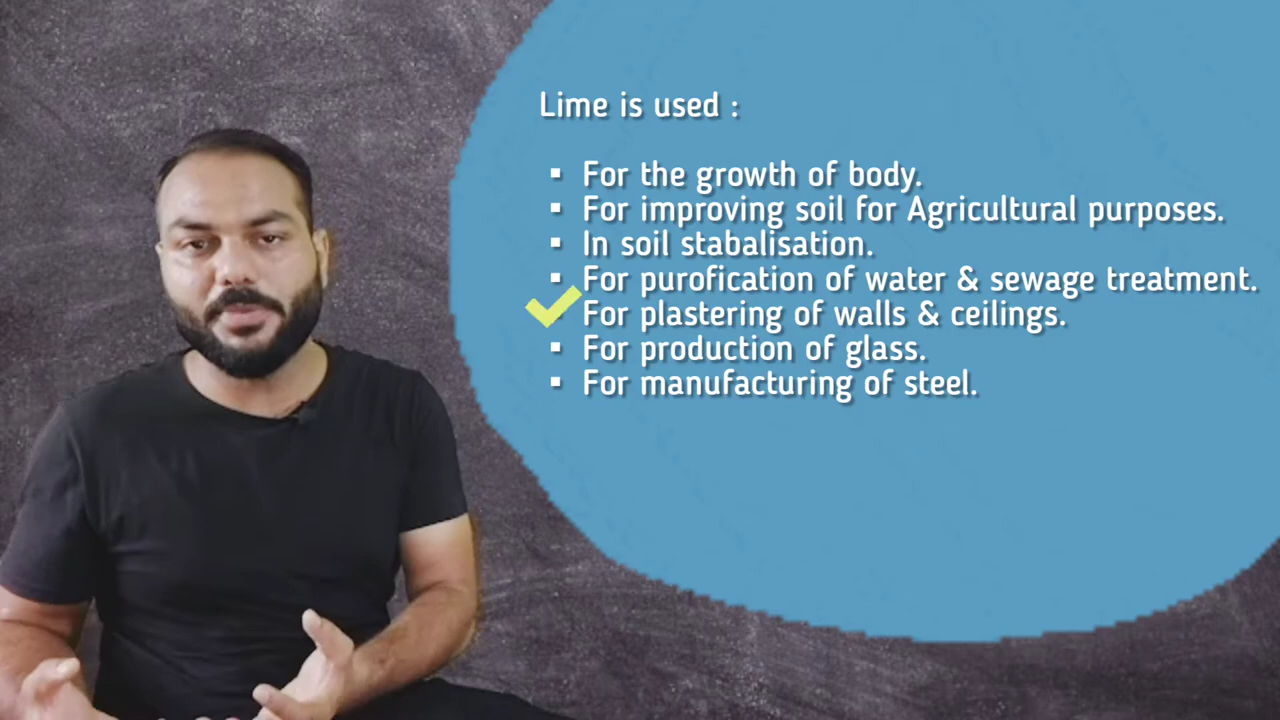 Lime is used :
▪ For the growth of body.
▪ For improving soil for Agricultural purposes.
▪ In soil stabalisation.
▪ For purofication of water & sewage treatment.
For plastering of walls & ceilings.
▪ For production of glass.
▪ For manufacturing of steel.